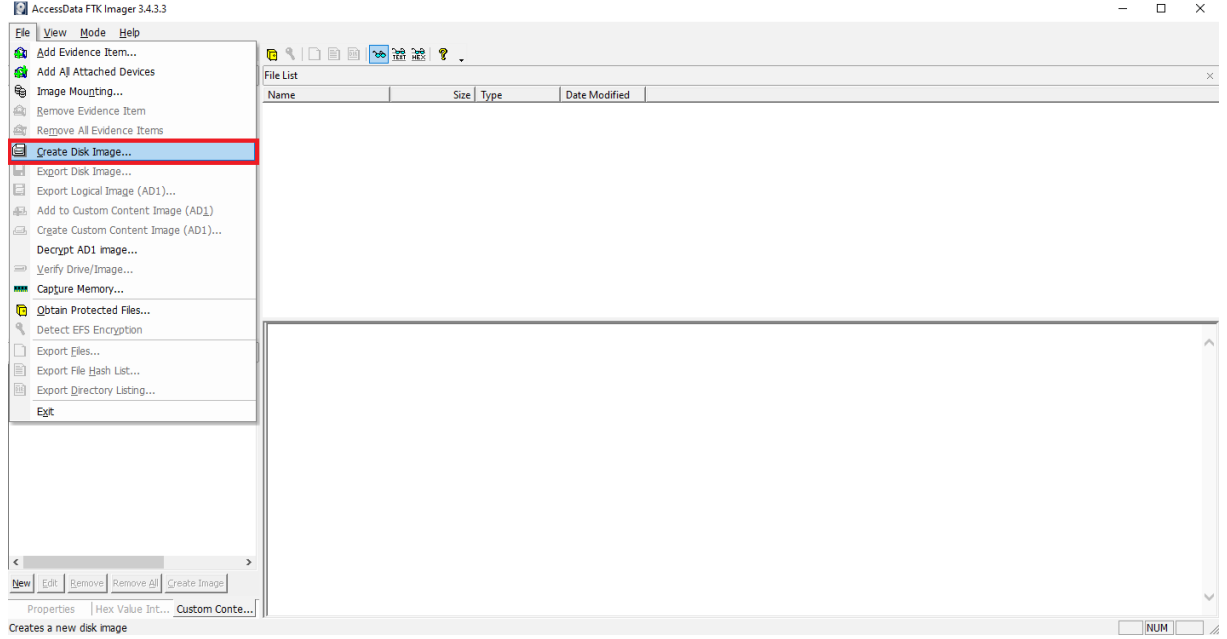 AccessData FTK Imager 3.4.3.3
File View Mode Help
Add Evidence Item...
Add All Attached Devices
Image Mounting...
Remove Evidence Item
Remove All Evidence Items
Create Disk Image...
Export Disk Image...
Export Logical Image (AD1)...
Add to Custom Content Image (AD1)
Create Custom Content Image (AD1)...
Decrypt AD1 image...
Verify Drive/Image...
Capture Memory...
Obtain Protected Files...
Detect EFS Encryption
Export Files...
Export File Hash List...
Export Directory Listing...
Exit
TEXT HEX
File List
Name Size Type Date Modified
New Edit Remove Remove All Create Image
Properties Hex Value Int... Custom Conte...
Creates a new disk image NUM